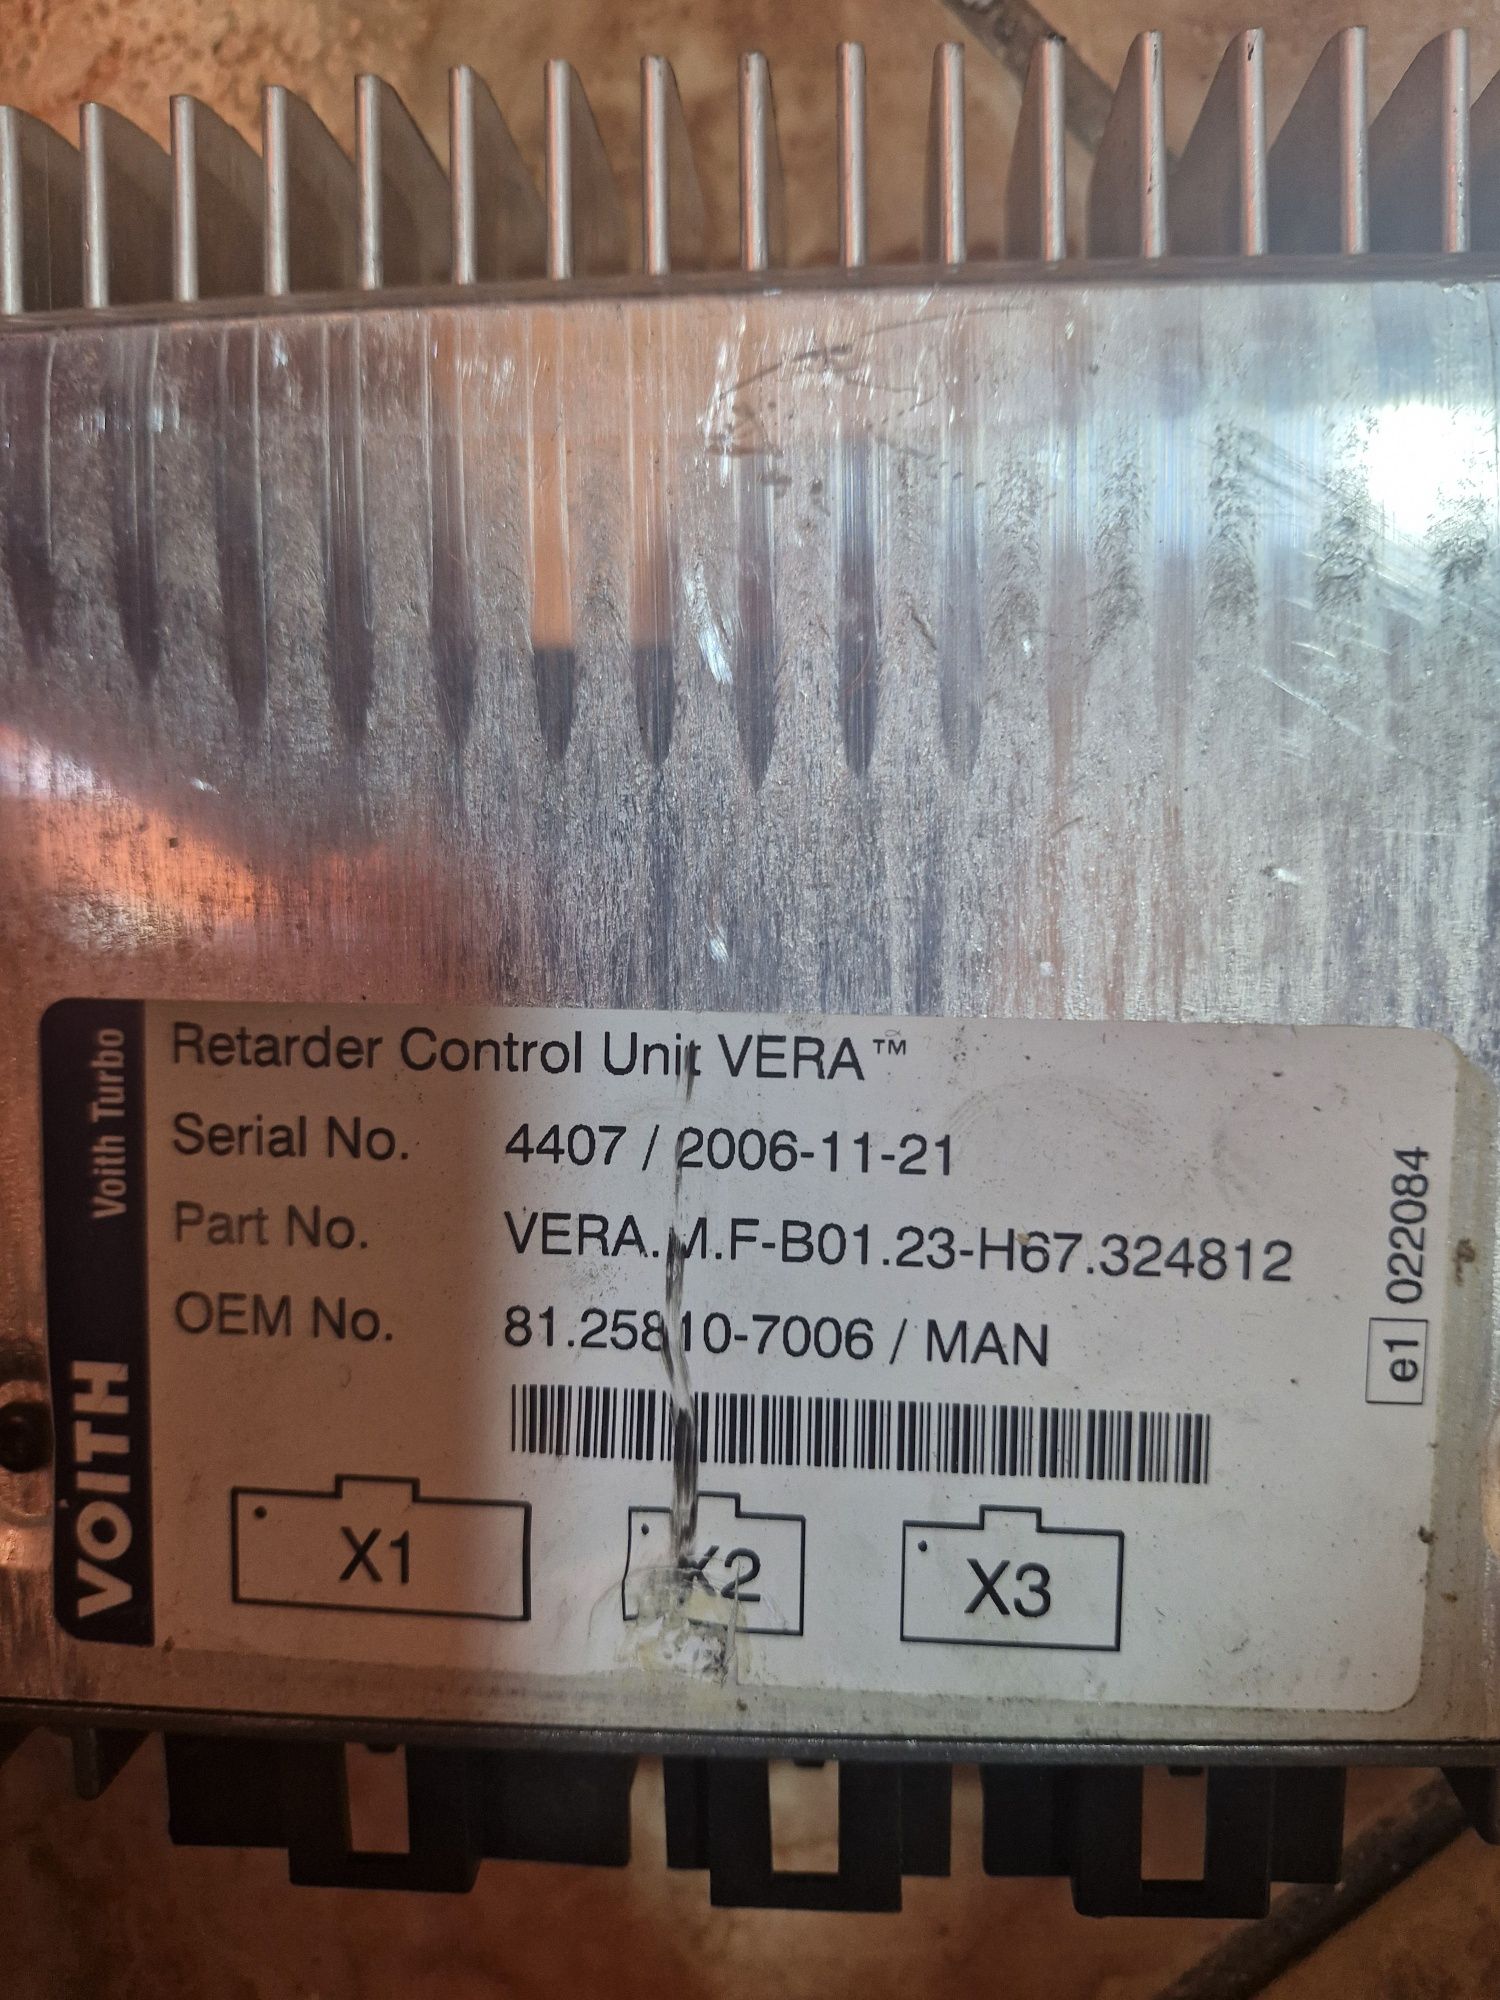 Retarder Control Unit VERA™
Serial No. 4407 / 2006-11-21
Part No. VERA.M.F-B01.23-H67.324812
OEM No. 81.25810-7006 / MAN
X1 X2 X3
VOITH Voith Turbo
e1 022084